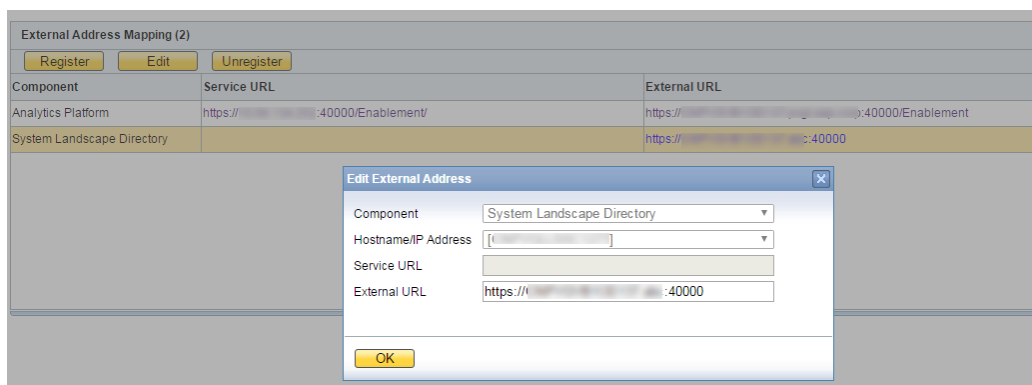 External Address Mapping (2)
Register Edit Unregister
Component Service URL External URL
Analytics Platform https:// :40000/Enablement/ https:// :40000/Enablement
System Landscape Directory https:// :40000
Edit External Address
Component System Landscape Directory
Hostname/IP Address [ ]
Service URL
External URL https:// :40000
OK